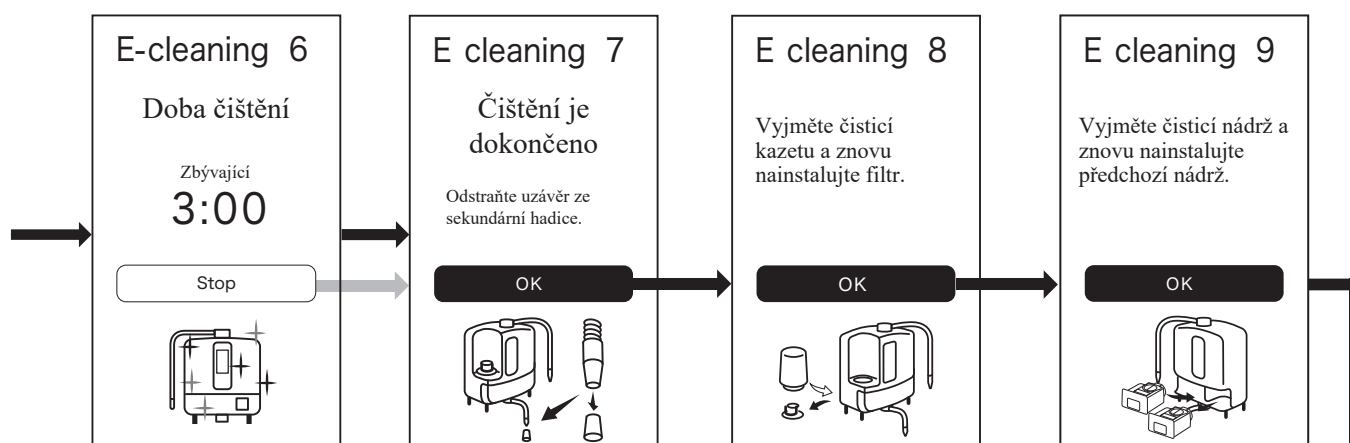 E-cleaning 6
Doba čištění
Zbývající
3:00
Stop
E cleaning 7
Čištění je
dokončeno
Odstraňte uzávěr ze
sekundární hadice.
OK
E cleaning 8
Vyjměte čisticí
kazetu a znovu
nainstalujte filtr.
OK
E cleaning 9
Vyjměte čisticí nádrž a
znovu nainstalujte
předchozí nádrž.
OK